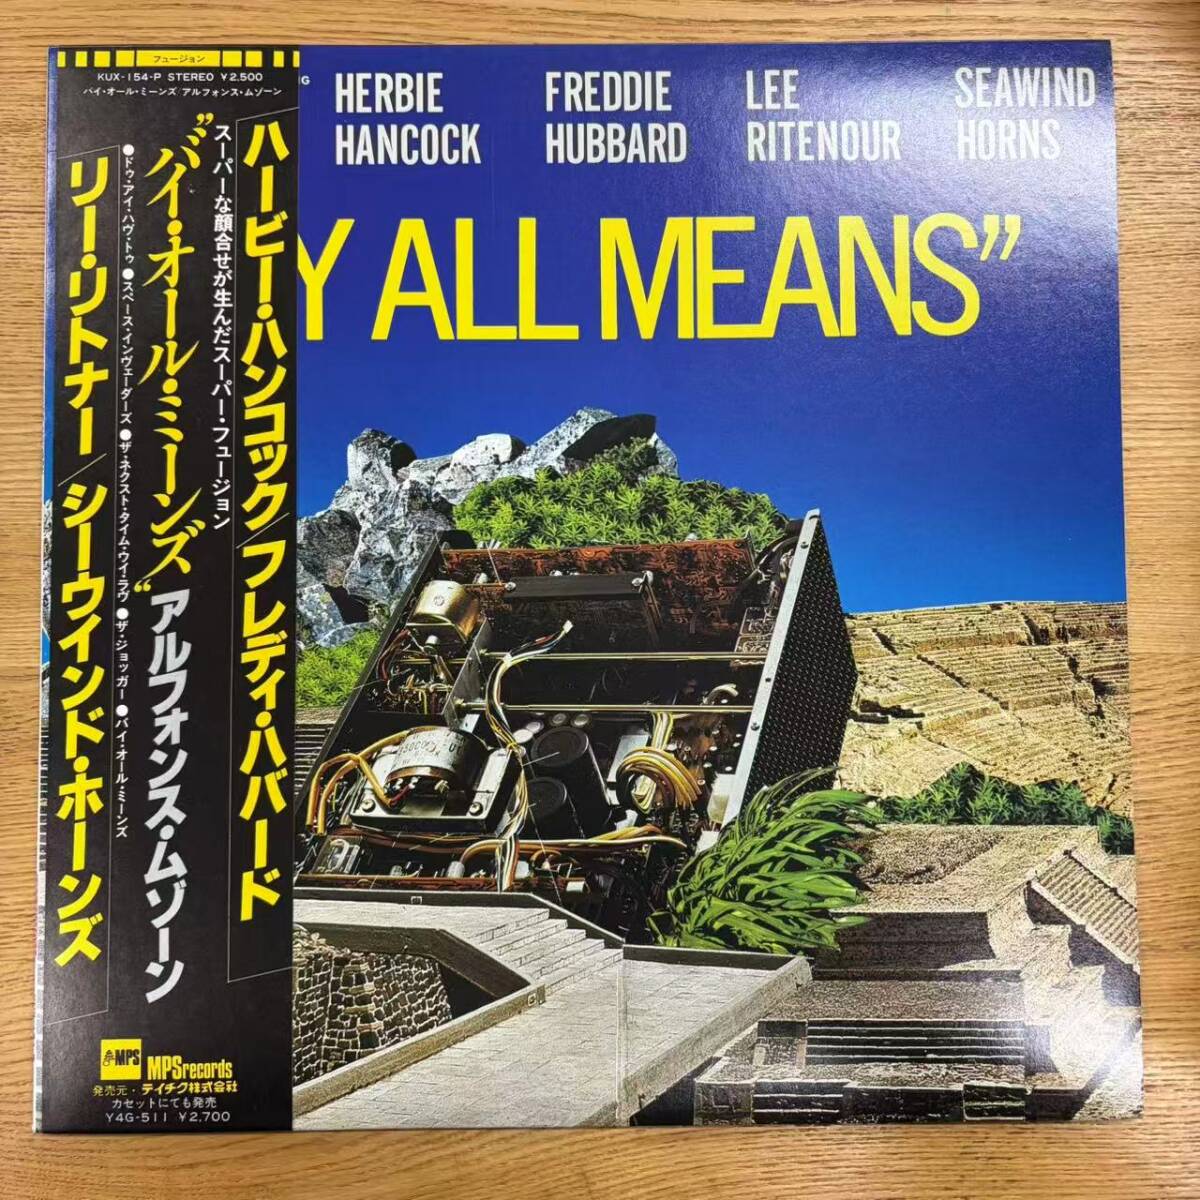 フュージョン
KUX-154-P STEREO ¥2,500
バイ・オール・ミーンズ/アルフォンス・ムゾーン
ハービー・ハンコック/フレディ・ハバード
スーパーな顔合せが生んだスーパー・フュージョン
”バイ・オール・ミーンズ“ アルフォンス・ムゾーン
●ドゥ・アイ・ハヴ・トゥ ●スペース・インヴェーダーズ ●ザ・ネクスト・タイム・ウイ・ラヴ ●ザ・ジョッガー ●バイ・オール・ミーンズ
リー・リトナー/シーウィンド・ホーンズ
MPS MPSrecords
発売元・テイチク株式会社
カセットにても発売
Y4G-511 ¥2,700
G
HERBIE HANCOCK
FREDDIE HUBBARD
LEE RITENOUR
SEAWIND HORNS
Y ALL MEANS”